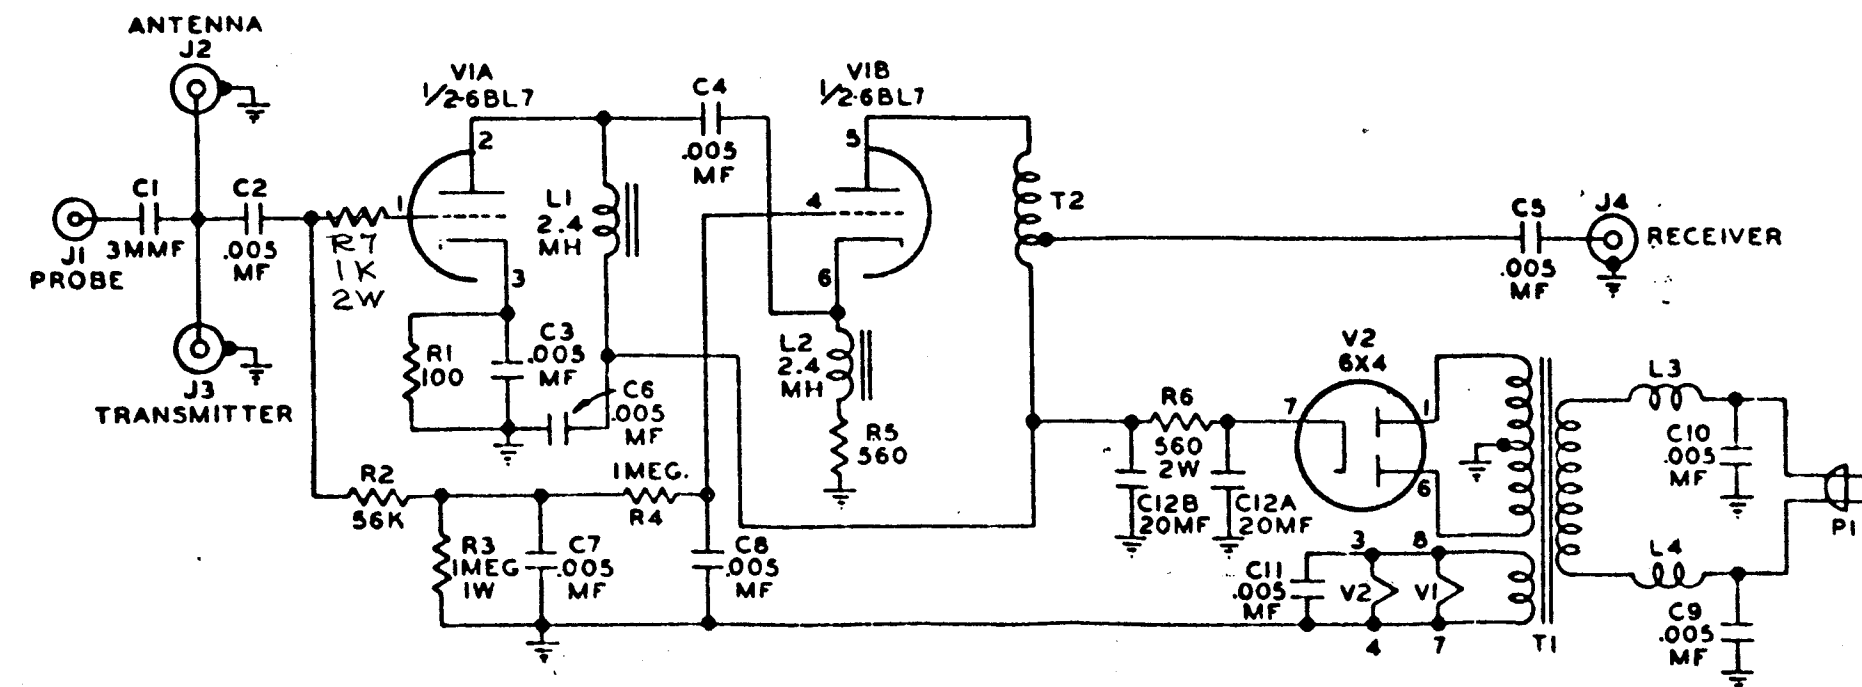 ANTENNA
J2
J1
PROBE
C1
3MMF
C2
.005
MF
J3
TRANSMITTER
R7
1K
2W
V1A
1/2-6BL7
1
2
3
R1
100
C3
.005
MF
L1
2.4
MH
C6
.005
MF
C4
.005
MF
V1B
1/2-6BL7
5
4
6
L2
2.4
MH
R5
560
R2
56K
R3
1MEG
1W
C7
.005
MF
1MEG.
R4
C8
.005
MF
T2
C5
.005
MF
J4
RECEIVER
R6
560
2W
C12B
20MF
C12A
20MF
V2
6X4
7
1
6
C11
.005
MF
3
V2
4
8
V1
7
T1
L3
C10
.005
MF
L4
C9
.005
MF
P1